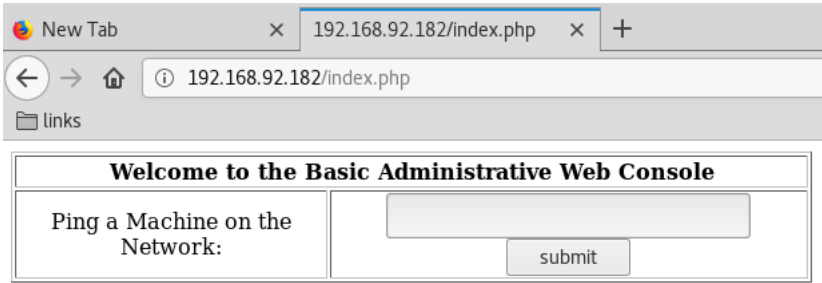 New Tab
192.168.92.182/index.php
192.168.92.182/index.php
links
Welcome to the Basic Administrative Web Console
Ping a Machine on the
Network:
submit